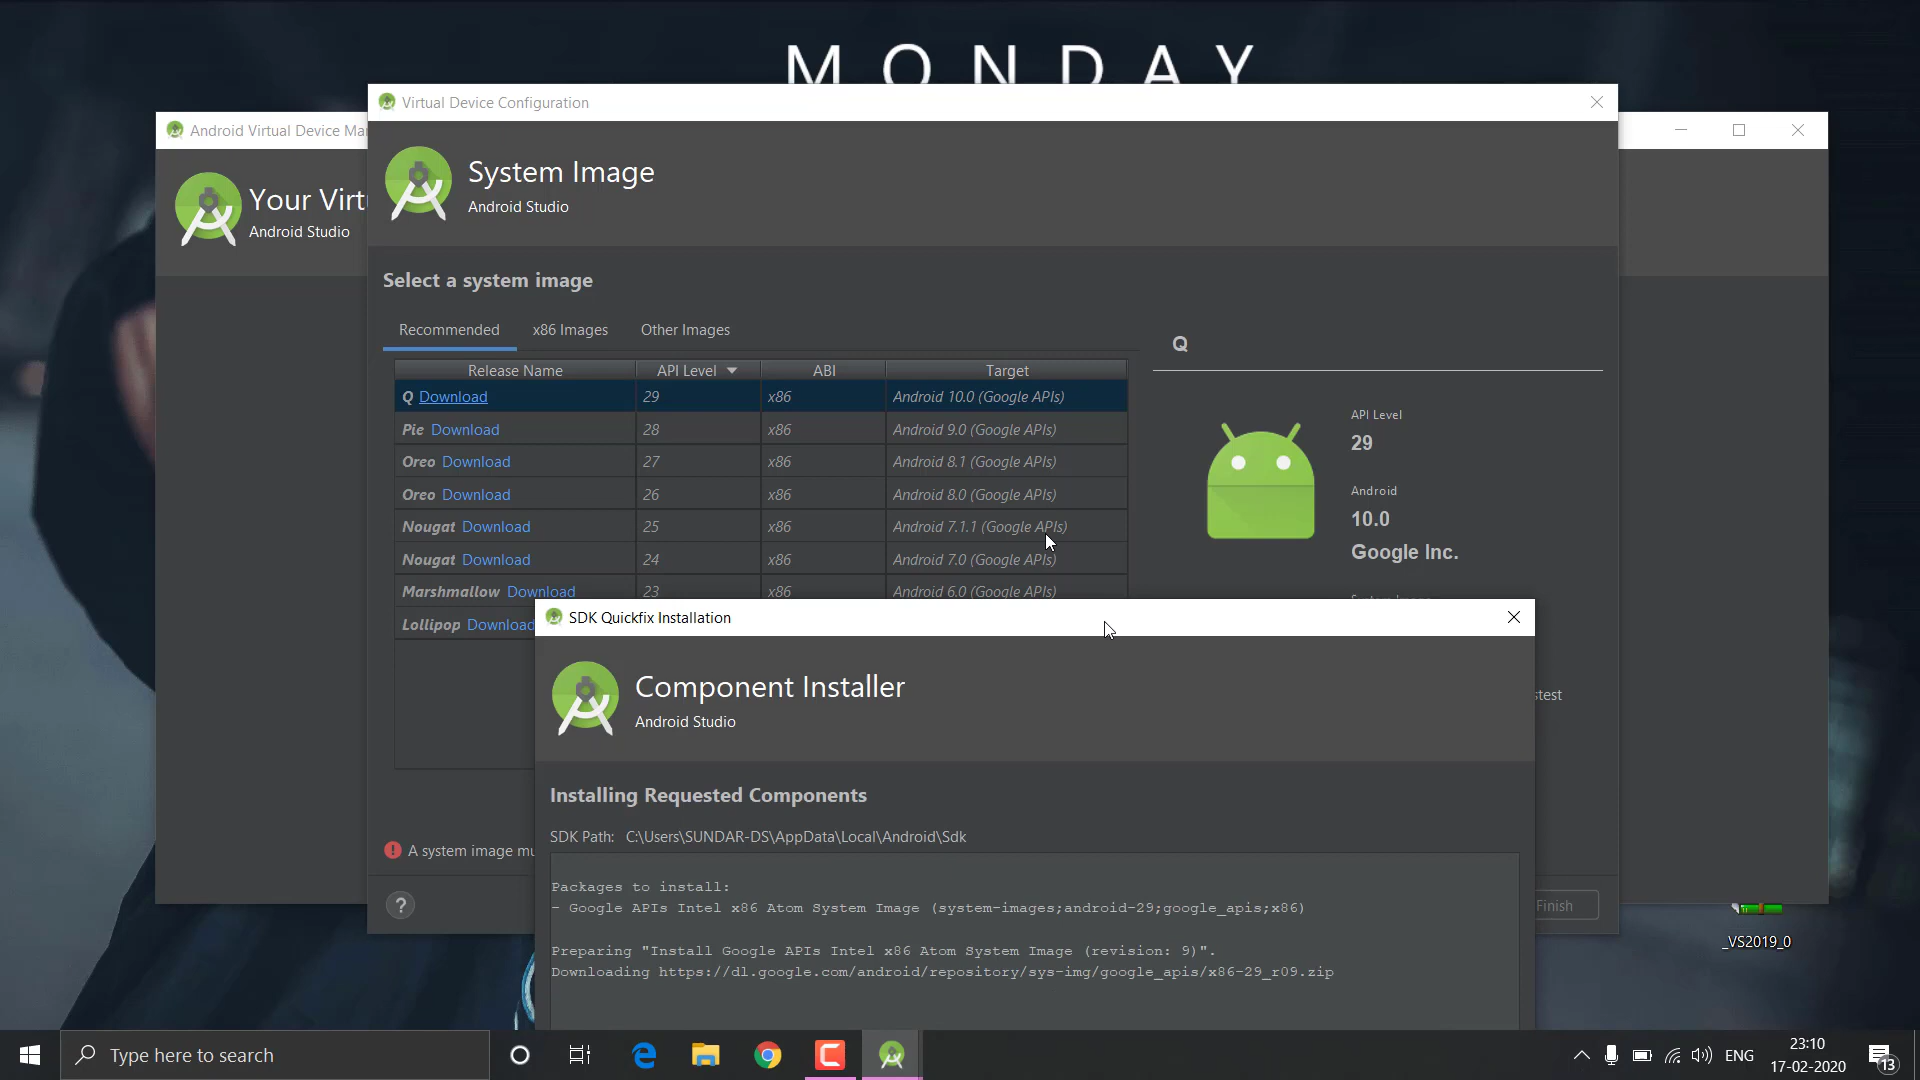 MONDAY
Virtual Device Configuration
Android Virtual Device Ma
System Image
Android Studio
Your Virt
Android Studio
Select a system image
Recommended
x86 Images
Other Images
Q
Release Name
API Level
ABI
Target
Q Download 29 x86 Android 10.0 (Google APIs)
Pie Download 28 x86 Android 9.0 (Google APIs)
Oreo Download 27 x86 Android 8.1 (Google APIs)
Oreo Download 26 x86 Android 8.0 (Google APIs)
Nougat Download 25 x86 Android 7.1.1 (Google APIs)
Nougat Download 24 x86 Android 7.0 (Google APIs)
Marshmallow Download 23 x86 Android 6.0 (Google APIs)
Lollipop Download
API Level
29
Android
10.0
Google Inc.
stest
A system image mu
?
Finish
SDK Quickfix Installation
Component Installer
Android Studio
Installing Requested Components
SDK Path: C:\Users\SUNDAR-DS\AppData\Local\Android\Sdk
Packages to install:
- Google APIs Intel x86 Atom System Image (system-images;android-29;google_apis;x86)
Preparing "Install Google APIs Intel x86 Atom System Image (revision: 9)".
Downloading https://dl.google.com/android/repository/sys-img/google_apis/x86-29_r09.zip
_VS2019_0
Type here to search
ENG
23:10
17-02-2020
13